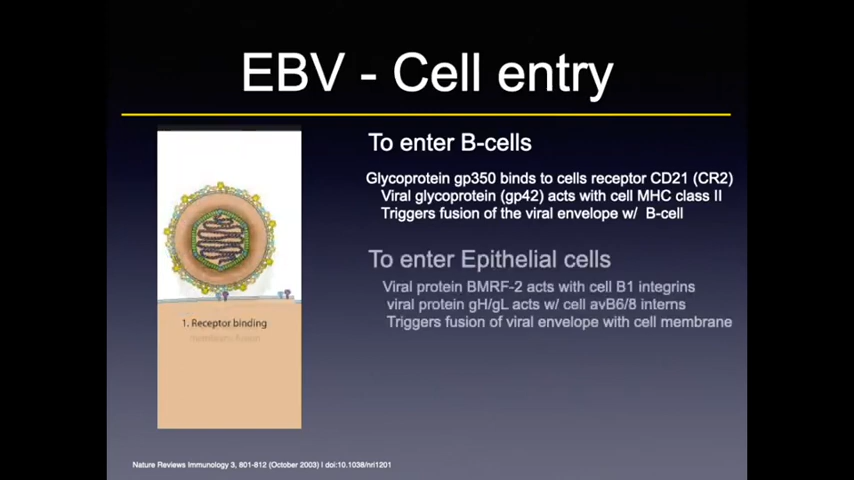 EBV - Cell entry
To enter B-cells
Glycoprotein gp350 binds to cells receptor CD21 (CR2)
Viral glycoprotein (gp42) acts with cell MHC class II
Triggers fusion of the viral envelope w/ B-cell
To enter Epithelial cells
Viral protein BMRF-2 acts with cell B1 integrins
viral protein gH/gL acts w/ cell avB6/8 interns
Triggers fusion of viral envelope with cell membrane
1. Receptor binding
membrane fusion
Nature Reviews Immunology 3, 801-812 (October 2003) | doi:10.1038/nri1201